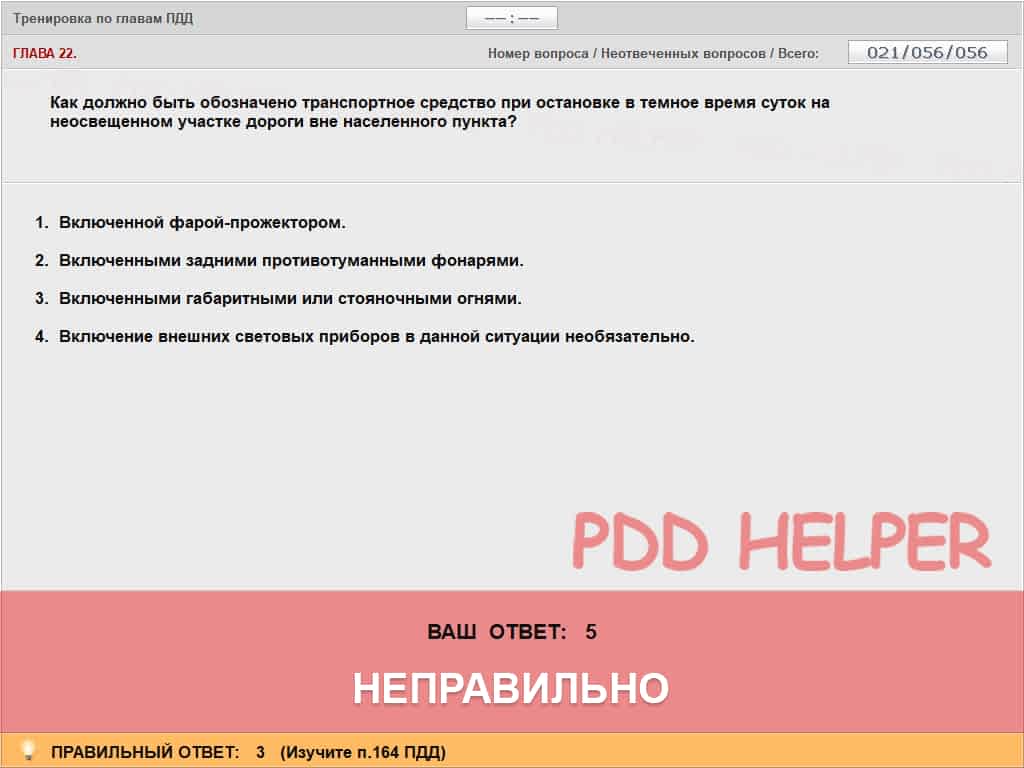 Тренировка по главам ПДД
—— : ——
ГЛАВА 22.
Номер вопроса / Неотвеченных вопросов / Всего: 021/056/056
Как должно быть обозначено транспортное средство при остановке в темное время суток на
неосвещенном участке дороги вне населенного пункта?
1. Включенной фарой-прожектором.
2. Включенными задними противотуманными фонарями.
3. Включенными габаритными или стояночными огнями.
4. Включение внешних световых приборов в данной ситуации необязательно.
PDD HELPER
ВАШ ОТВЕТ: 5
НЕПРАВИЛЬНО
ПРАВИЛЬНЫЙ ОТВЕТ: 3 (Изучите п.164 ПДД)